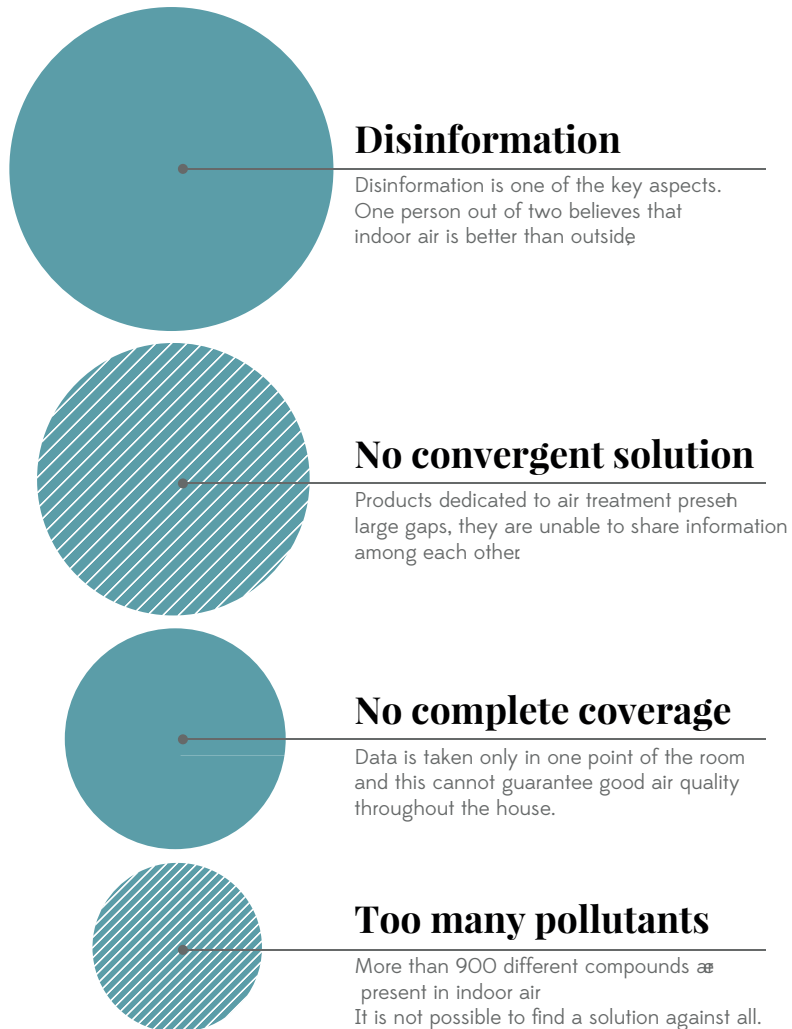 Disinformation
Disinformation is one of the key aspects.
One person out of two believes that
indoor air is better than outside,
No convergent solution
Products dedicated to air treatment present
large gaps, they are unable to share information
among each other.
No complete coverage
Data is taken only in one point of the room
and this cannot guarantee good air quality
throughout the house.
Too many pollutants
More than 900 different compounds are
present in indoor air
It is not possible to find a solution against all.